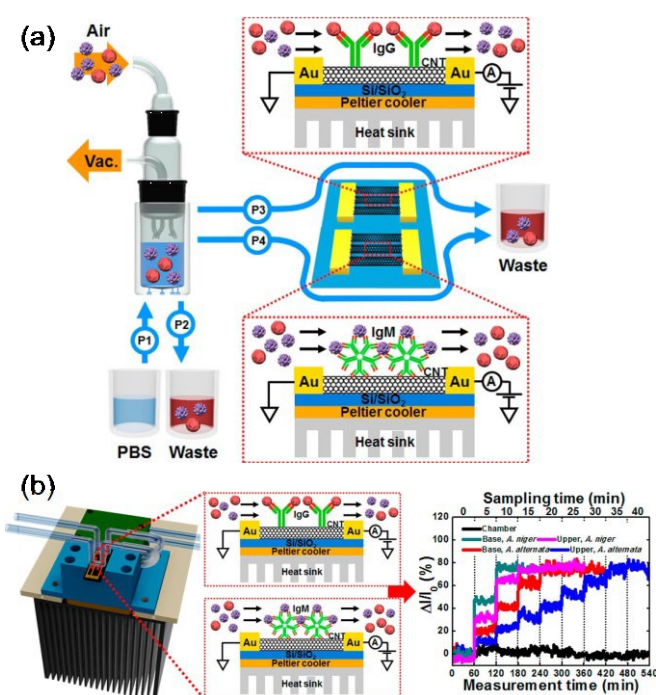 (a)
Air
Vac.
P1
P2
PBS
Waste
P3
P4
IgG
CNT
Au
Au
A
Si/SiO2
Peltier cooler
Heat sink
Waste
IgM
CNT
Au
Au
A
Si/SiO2
Peltier cooler
Heat sink
(b)
IgG
CNT
Au
Au
A
Si/SiO2
Peltier cooler
Heat sink
IgM
CNT
Au
Au
A
Si/SiO2
Peltier cooler
Heat sink
Sampling time (min)
0 5 10 15 20 25 30 35 40
120
100
80
60
40
20
0
-20
ΔI/I0 (%)
Chamber
Base, A. niger
Upper, A. niger
Base, A. alternata
Upper, A. alternata
0 60 120 180 240 300 360 420 480 540
Measurement time (min)